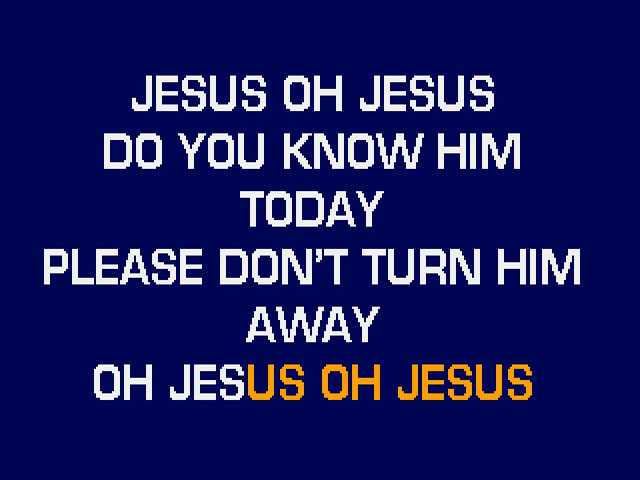 JESUS OH JESUS
DO YOU KNOW HIM
TODAY
PLEASE DON'T TURN HIM
AWAY
OH JESUS OH JESUS